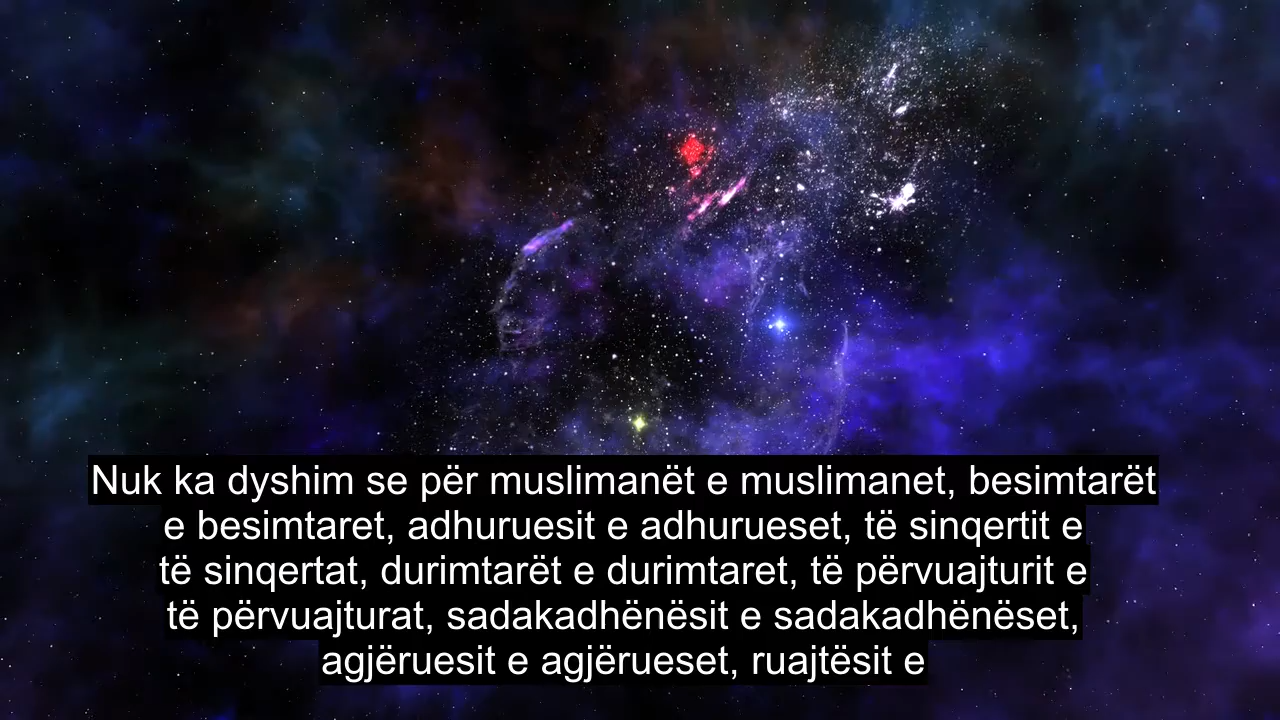 Nuk ka dyshim se për muslimanët e muslimanet, besimtarët
e besimtaret, adhuruesit e adhurueset, të sinqertit e
të sinqertat, durimtarët e durimtaret, të përvuajturit e
të përvuajturat, sadakadhënësit e sadakadhënëset,
agjëruesit e agjërueset, ruajtësit e